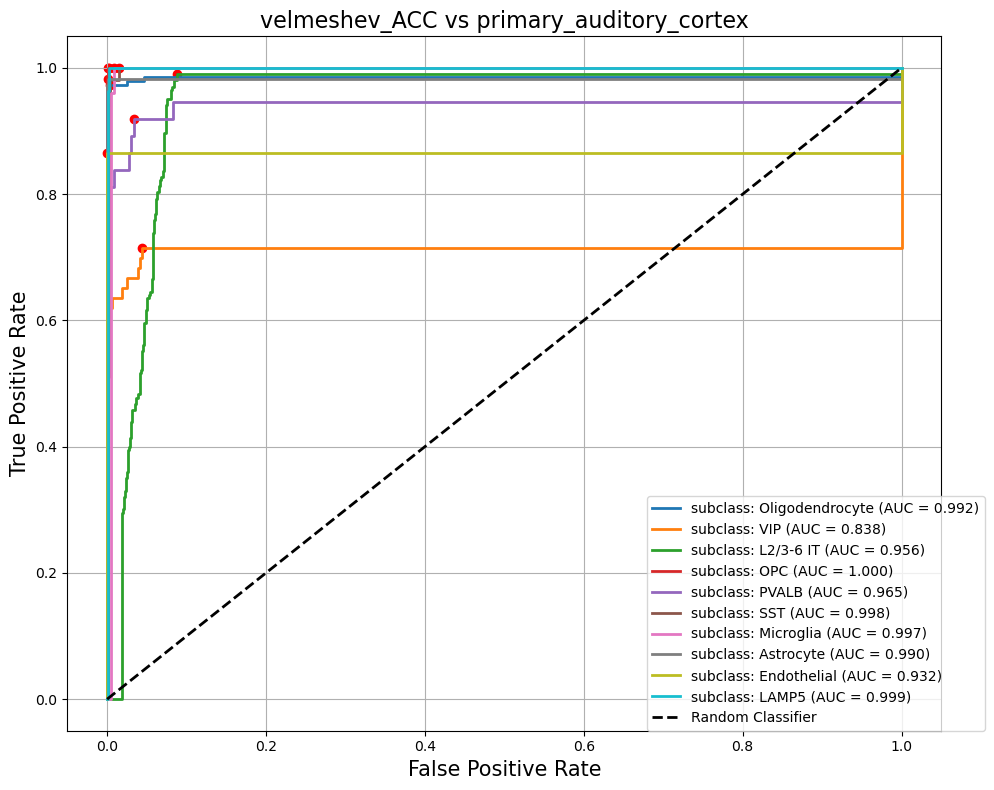 velmeshev_ACC vs primary_auditory_cortex
True Positive Rate
1.0
0.8
0.6
0.4
0.2
0.0
subclass: Oligodendrocyte (AUC = 0.992)
subclass: VIP (AUC = 0.838)
subclass: L2/3-6 IT (AUC = 0.956)
subclass: OPC (AUC = 1.000)
subclass: PVALB (AUC = 0.965)
subclass: SST (AUC = 0.998)
subclass: Microglia (AUC = 0.997)
subclass: Astrocyte (AUC = 0.990)
subclass: Endothelial (AUC = 0.932)
subclass: LAMP5 (AUC = 0.999)
Random Classifier
0.0 0.2 0.4 0.6 0.8 1.0
False Positive Rate